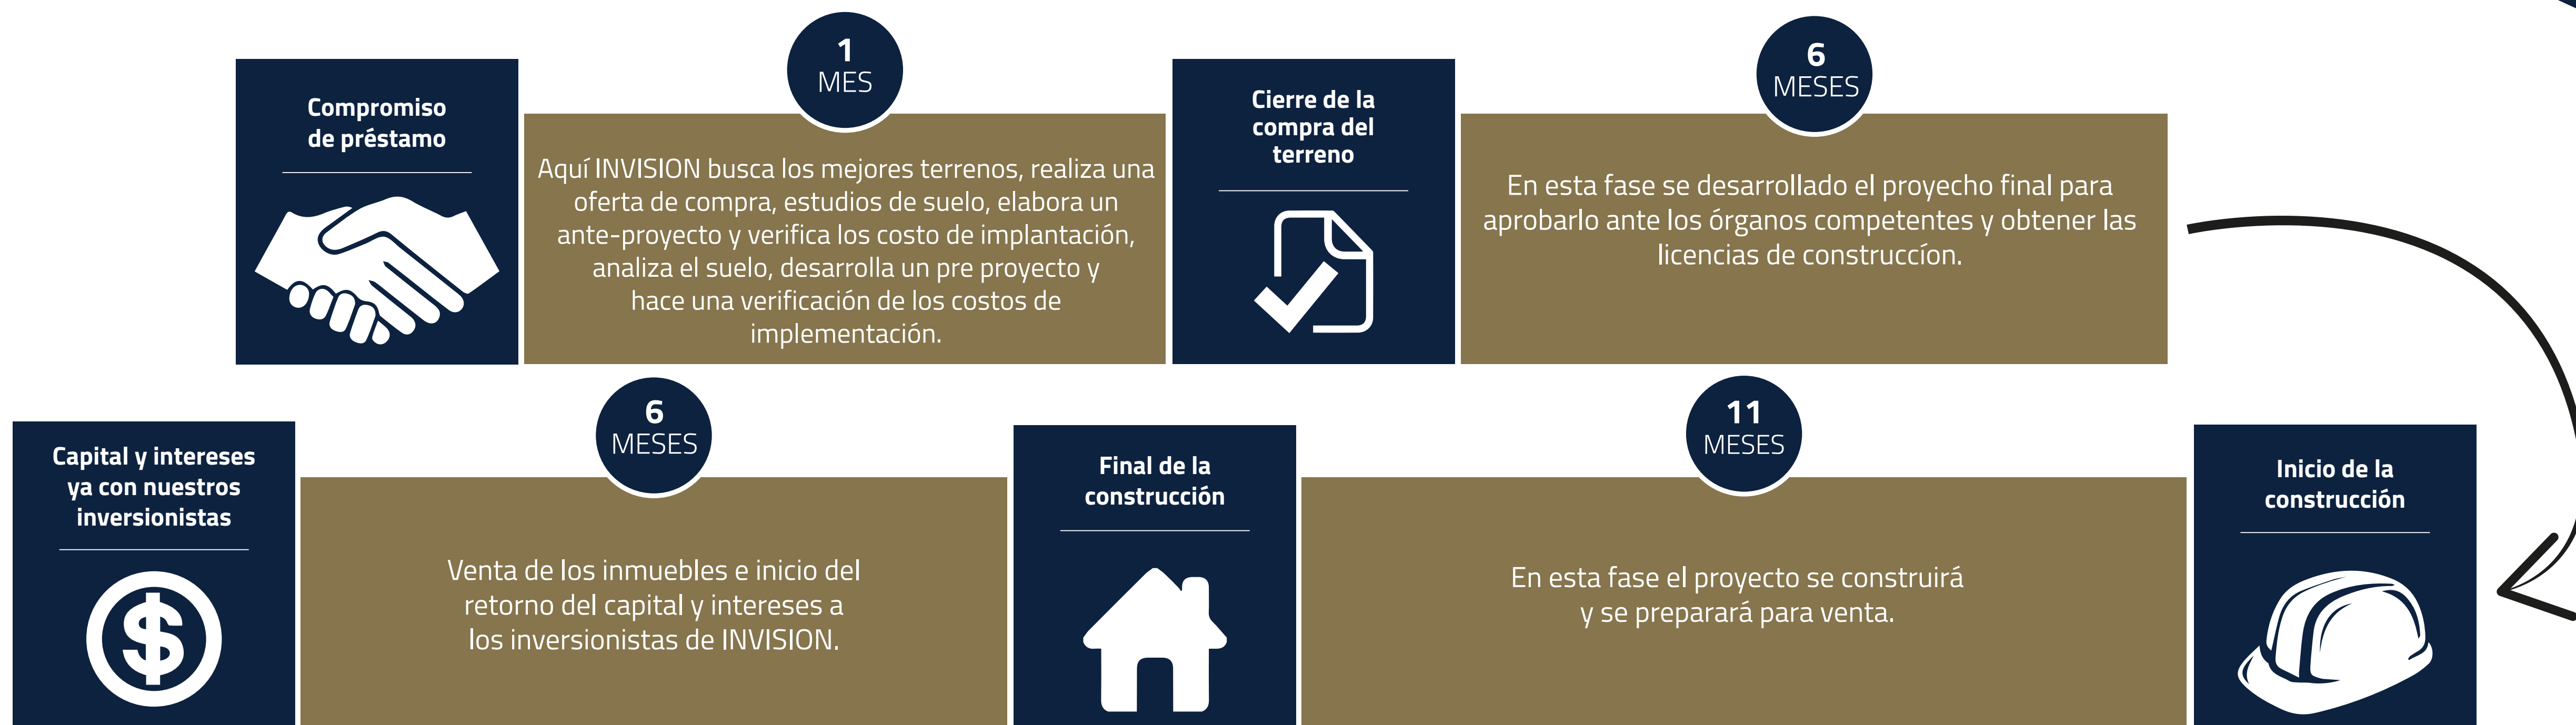 Compromiso
de préstamo
1
MES
Aquí INVISION busca los mejores terrenos, realiza una
oferta de compra, estudios de suelo, elabora un
ante-proyecto y verifica los costo de implantación,
analiza el suelo, desarrolla un pre proyecto y
hace una verificación de los costos de
implementación.
Cierre de la
compra del
terreno
6
MESES
En esta fase se desarrollado el proyecho final para
aprobarlo ante los órganos competentes y obtener las
licencias de construccíon.
Inicio de la
construcción
11
MESES
En esta fase el proyecto se construirá
y se preparará para venta.
Final de la
construcción
6
MESES
Venta de los inmuebles e inicio del
retorno del capital y intereses a
los inversionistas de INVISION.
Capital y intereses
ya con nuestros
inversionistas
$